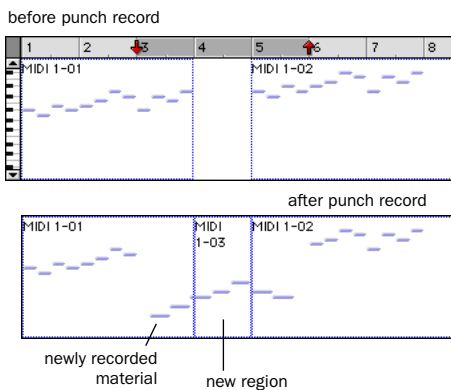 before punch record
1 2 3 4 5 6 7 8
MIDI 1-01 MIDI 1-02
after punch record
MIDI 1-01 MIDI MIDI 1-02
1-03
newly recorded
material
new region